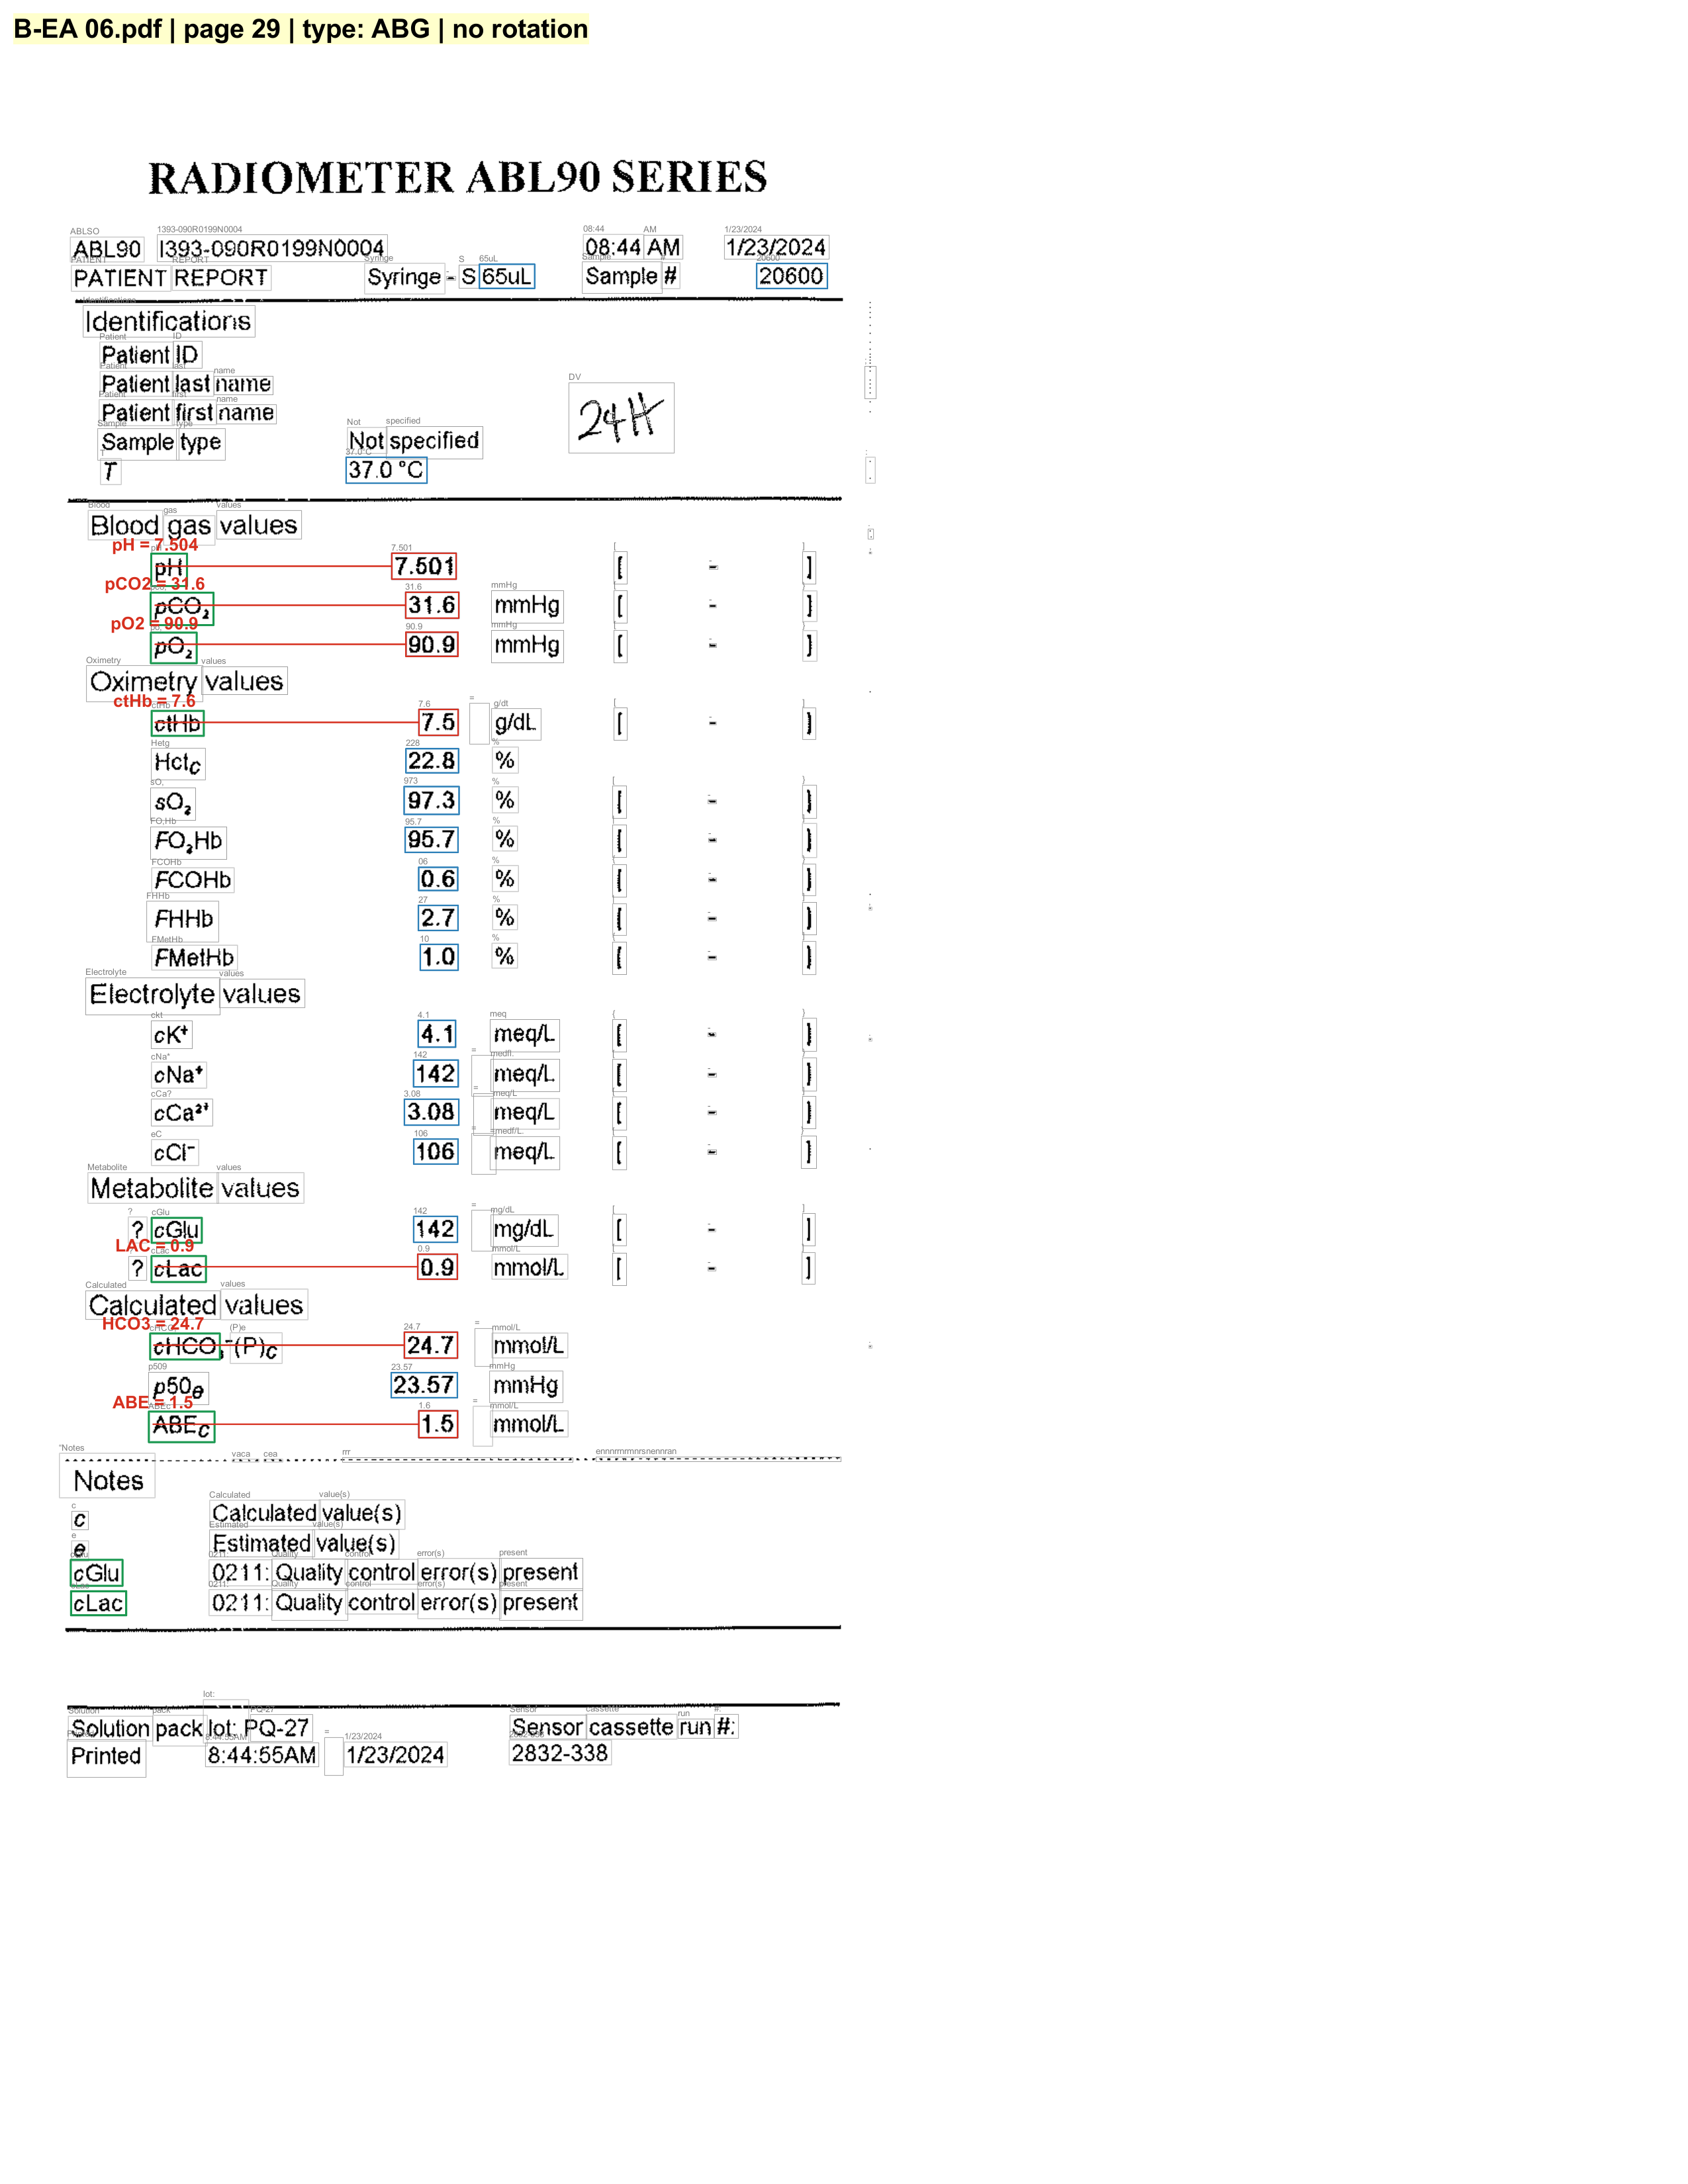 B-EA 06.pdf | page 29 | type: ABG | no rotation
RADIOMETER ABL90 SERIES
ABL90 I393-090R0199N0004 08:44 AM 1/23/2024
PATIENT REPORT Syringe - S 65uL Sample # 20600
Identifications
Patient ID
Patient last name
Patient first name
Sample type Not specified
24H
T 37.0 °C
Blood gas values
pH = 7.504
pH 7.501 [ - ]
pCO2 = 31.6
pCO₂ 31.6 mmHg [ - ]
pO2 = 90.9
pO₂ 90.9 mmHg [ - ]
Oximetry values
ctHb = 7.6
ctHb 7.5 g/dL [ - ]
Hctc 22.8 %
sO₂ 97.3 % [ - ]
FO₂Hb 95.7 % [ - ]
FCOHb 0.6 % [ - ]
FHHb 2.7 % [ - ]
FMetHb 1.0 % [ - ]
Electrolyte values
cK⁺ 4.1 meq/L [ - ]
cNa⁺ 142 meq/L [ - ]
cCa²⁺ 3.08 meq/L [ - ]
cCl⁻ 106 meq/L [ - ]
Metabolite values
? cGlu 142 mg/dL [ - ]
LAC = 0.9
? cLac 0.9 mmol/L [ - ]
Calculated values
HCO3 = 24.7
cHCO₃⁻(P)c 24.7 mmol/L
p50e 23.57 mmHg
ABE = 1.5
ABEc 1.5 mmol/L
Notes
c Calculated value(s)
e Estimated value(s)
cGlu 0211: Quality control error(s) present
cLac 0211: Quality control error(s) present
Solution pack lot: PQ-27 Sensor cassette run #:
Printed 8:44:55AM 1/23/2024 2832-338